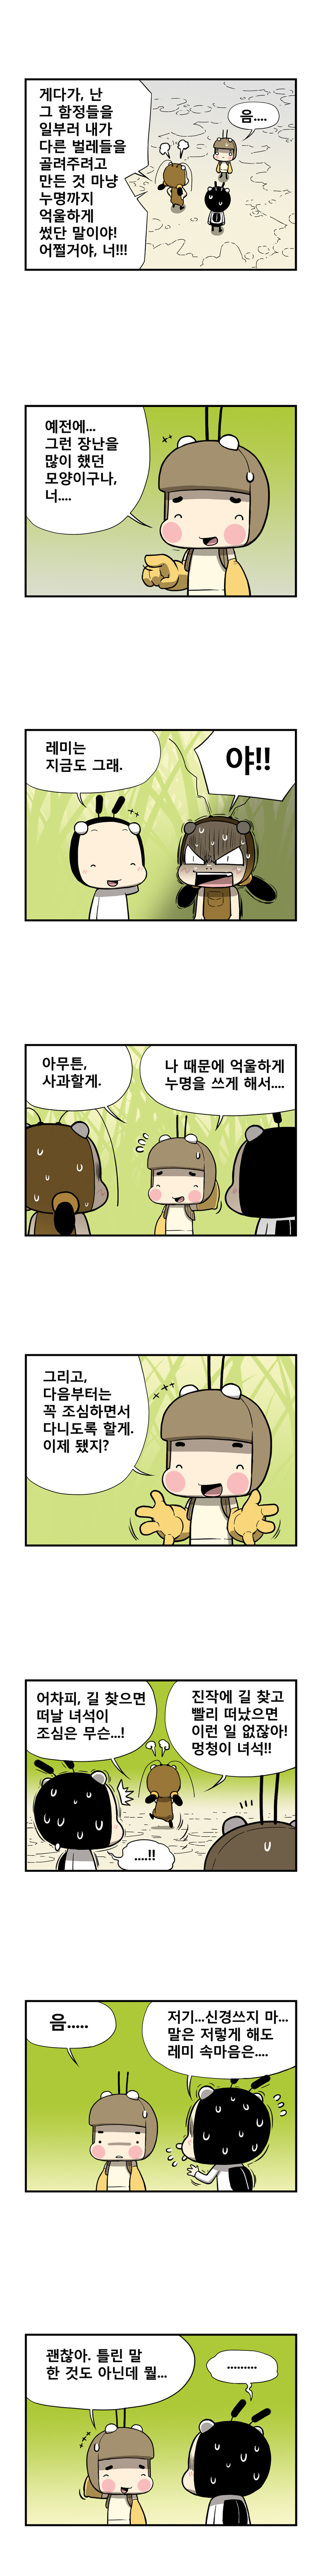 게다가, 난
그 함정들을
일부러 내가
다른 벌레들을
골려주려고
만든 것 마냥
누명까지
억울하게
썼단 말이야!
어쩔거야, 너!!!
음....
예전에...
그런 장난을
많이 했던
모양이구나,
너....
레미는
지금도 그래.
야!!
아무튼,
사과할게.
나 때문에 억울하게
누명을 쓰게 해서....
그리고,
다음부터는
꼭 조심하면서
다니도록 할게.
이제 됐지?
어차피, 길 찾으면
떠날 녀석이
조심은 무슨...!
진작에 길 찾고
빨리 떠났으면
이런 일 없잖아!
멍청이 녀석!!
....!!
음.....
저기...신경쓰지 마...
말은 저렇게 해도
레미 속마음은....
괜찮아. 틀린 말
한 것도 아닌데 뭘...
.........